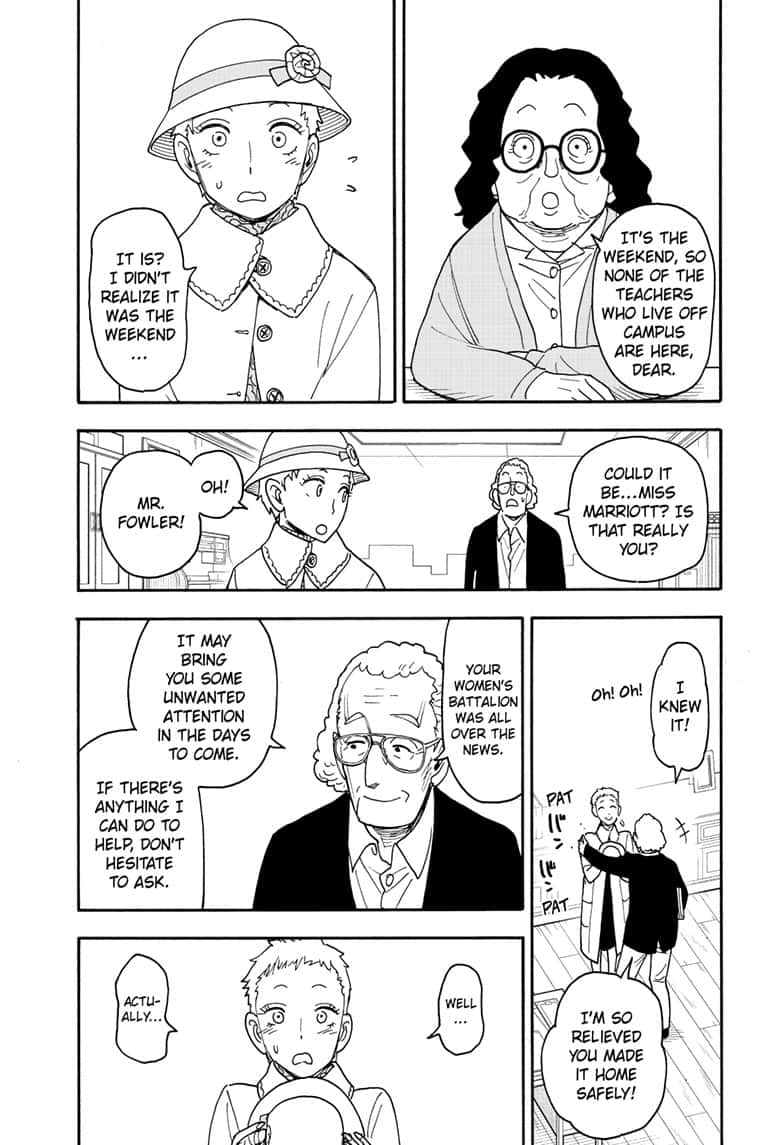 IT'S THE
WEEKEND, SO
NONE OF THE
TEACHERS
WHO LIVE OFF
CAMPUS
ARE HERE,
DEAR.
IT IS?
I DIDN'T
REALIZE IT
WAS THE
WEEKEND
...
COULD IT
BE...MISS
MARRIOTT? IS
THAT REALLY
YOU?
OH!
MR.
FOWLER!
I
KNEW
IT!
Oh! Oh!
PAT
バン
バン
PAT
I'M SO
RELIEVED
YOU MADE
IT HOME
SAFELY!
YOUR
WOMEN'S
BATTALION
WAS ALL
OVER THE
NEWS.
IT MAY
BRING
YOU SOME
UNWANTED
ATTENTION
IN THE DAYS
TO COME.
IF THERE'S
ANYTHING I
CAN DO TO
HELP, DON'T
HESITATE
TO ASK.
WELL
...
ACTU-
ALLY...